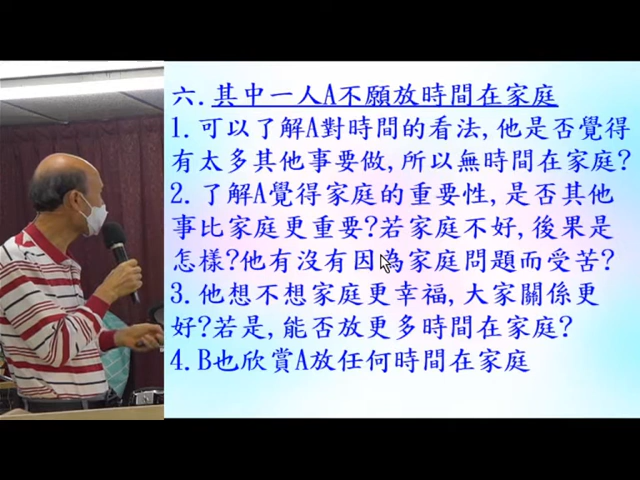 六.其中一人A不願放時間在家庭
1.可以了解A對時間的看法,他是否覺得
有太多其他事要做,所以無時間在家庭?
2.了解A覺得家庭的重要性,是否其他
事比家庭更重要?若家庭不好,後果是
怎樣?他有沒有因為家庭問題而受苦?
3.他想不想家庭更幸福,大家關係更
好?若是,能否放更多時間在家庭?
4.B也欣賞A放任何時間在家庭